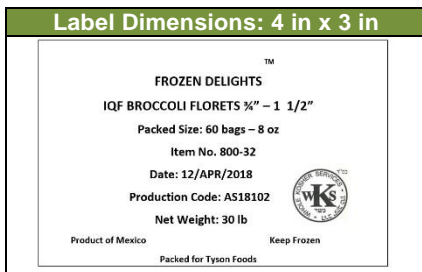 Label Dimensions: 4 in x 3 in
™
FROZEN DELIGHTS
IQF BROCCOLI FLORETS ¾” – 1 1/2”
Packed Size: 60 bags – 8 oz
Item No. 800-32
Date: 12/APR/2018
Production Code: AS18102
WKS
Net Weight: 30 lb
Product of Mexico Keep Frozen
Packed for Tyson Foods